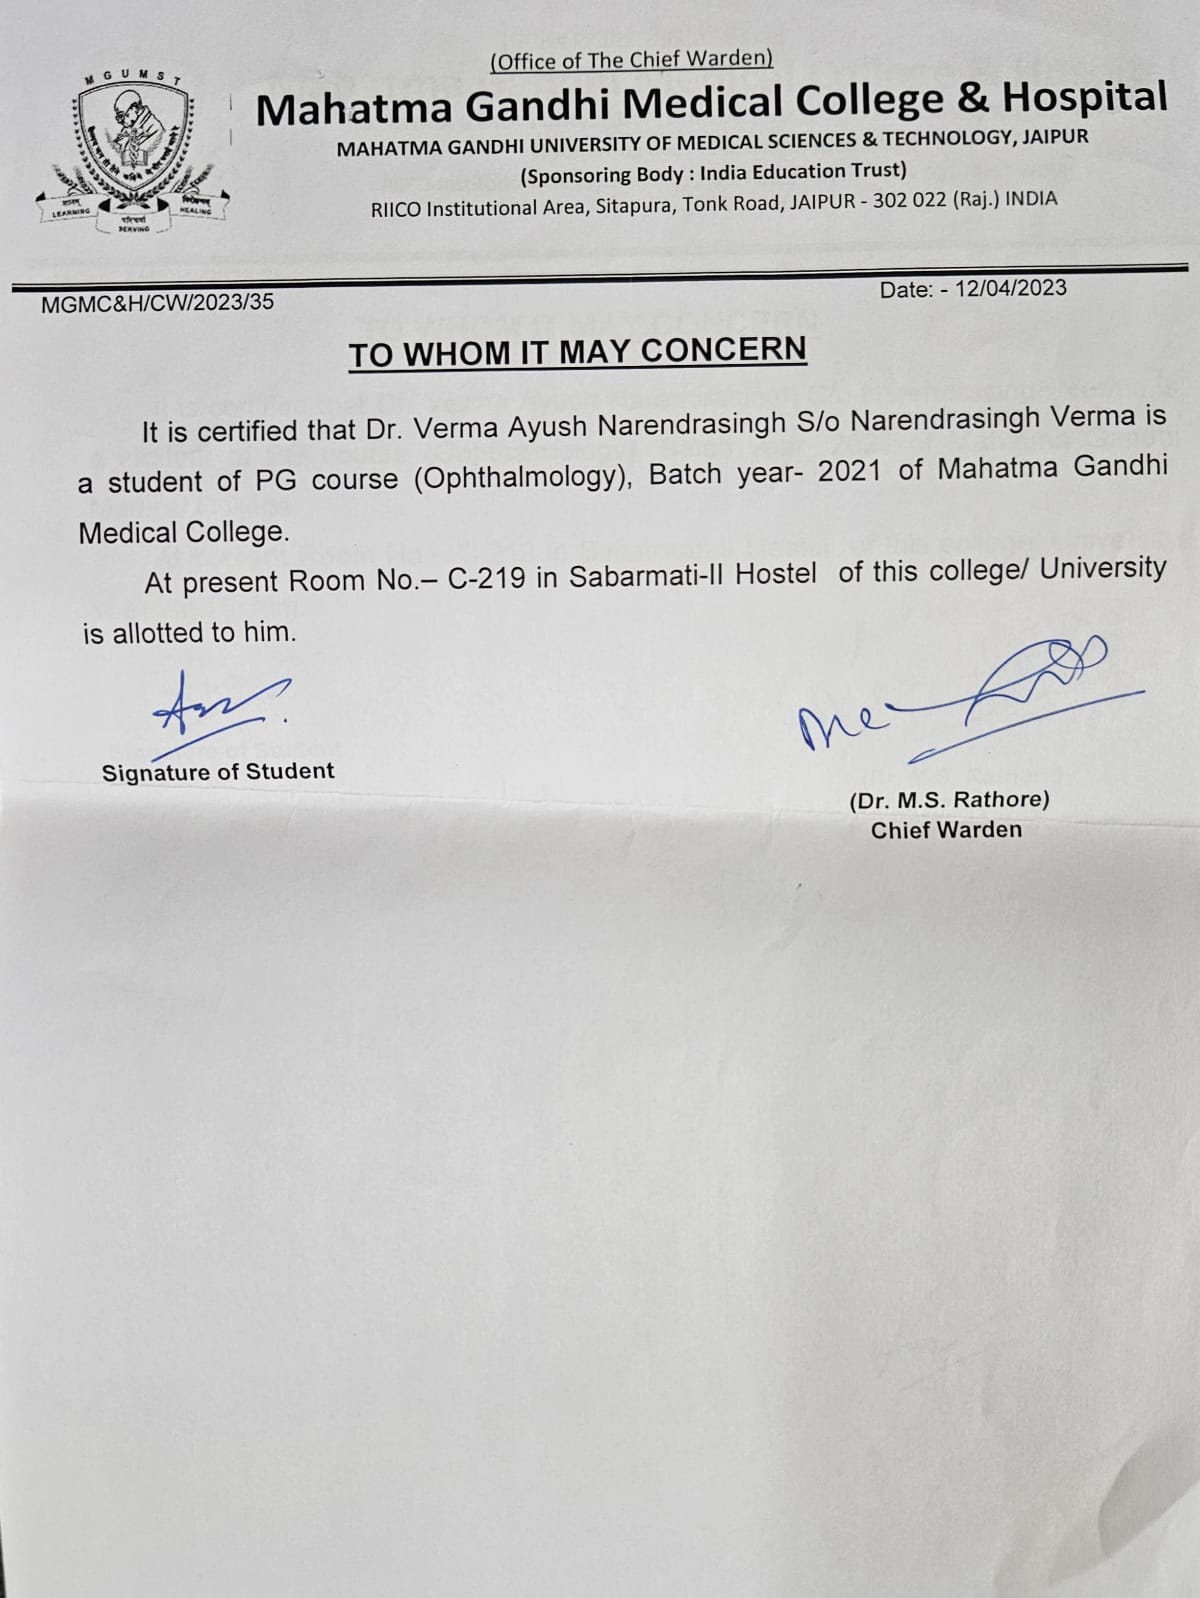 (Office of The Chief Warden)
Mahatma Gandhi Medical College & Hospital
MAHATMA GANDHI UNIVERSITY OF MEDICAL SCIENCES & TECHNOLOGY, JAIPUR
(Sponsoring Body : India Education Trust)
RIICO Institutional Area, Sitapura, Tonk Road, JAIPUR - 302 022 (Raj.) INDIA
MGUMST
LEARNING
HEALING
परिचर्या
SERVING
MGMC&H/CW/2023/35
Date: - 12/04/2023
TO WHOM IT MAY CONCERN
It is certified that Dr. Verma Ayush Narendrasingh S/o Narendrasingh Verma is
a student of PG course (Ophthalmology), Batch year- 2021 of Mahatma Gandhi
Medical College.
At present Room No.– C-219 in Sabarmati-II Hostel of this college/ University
is allotted to him.
Signature of Student
(Dr. M.S. Rathore)
Chief Warden